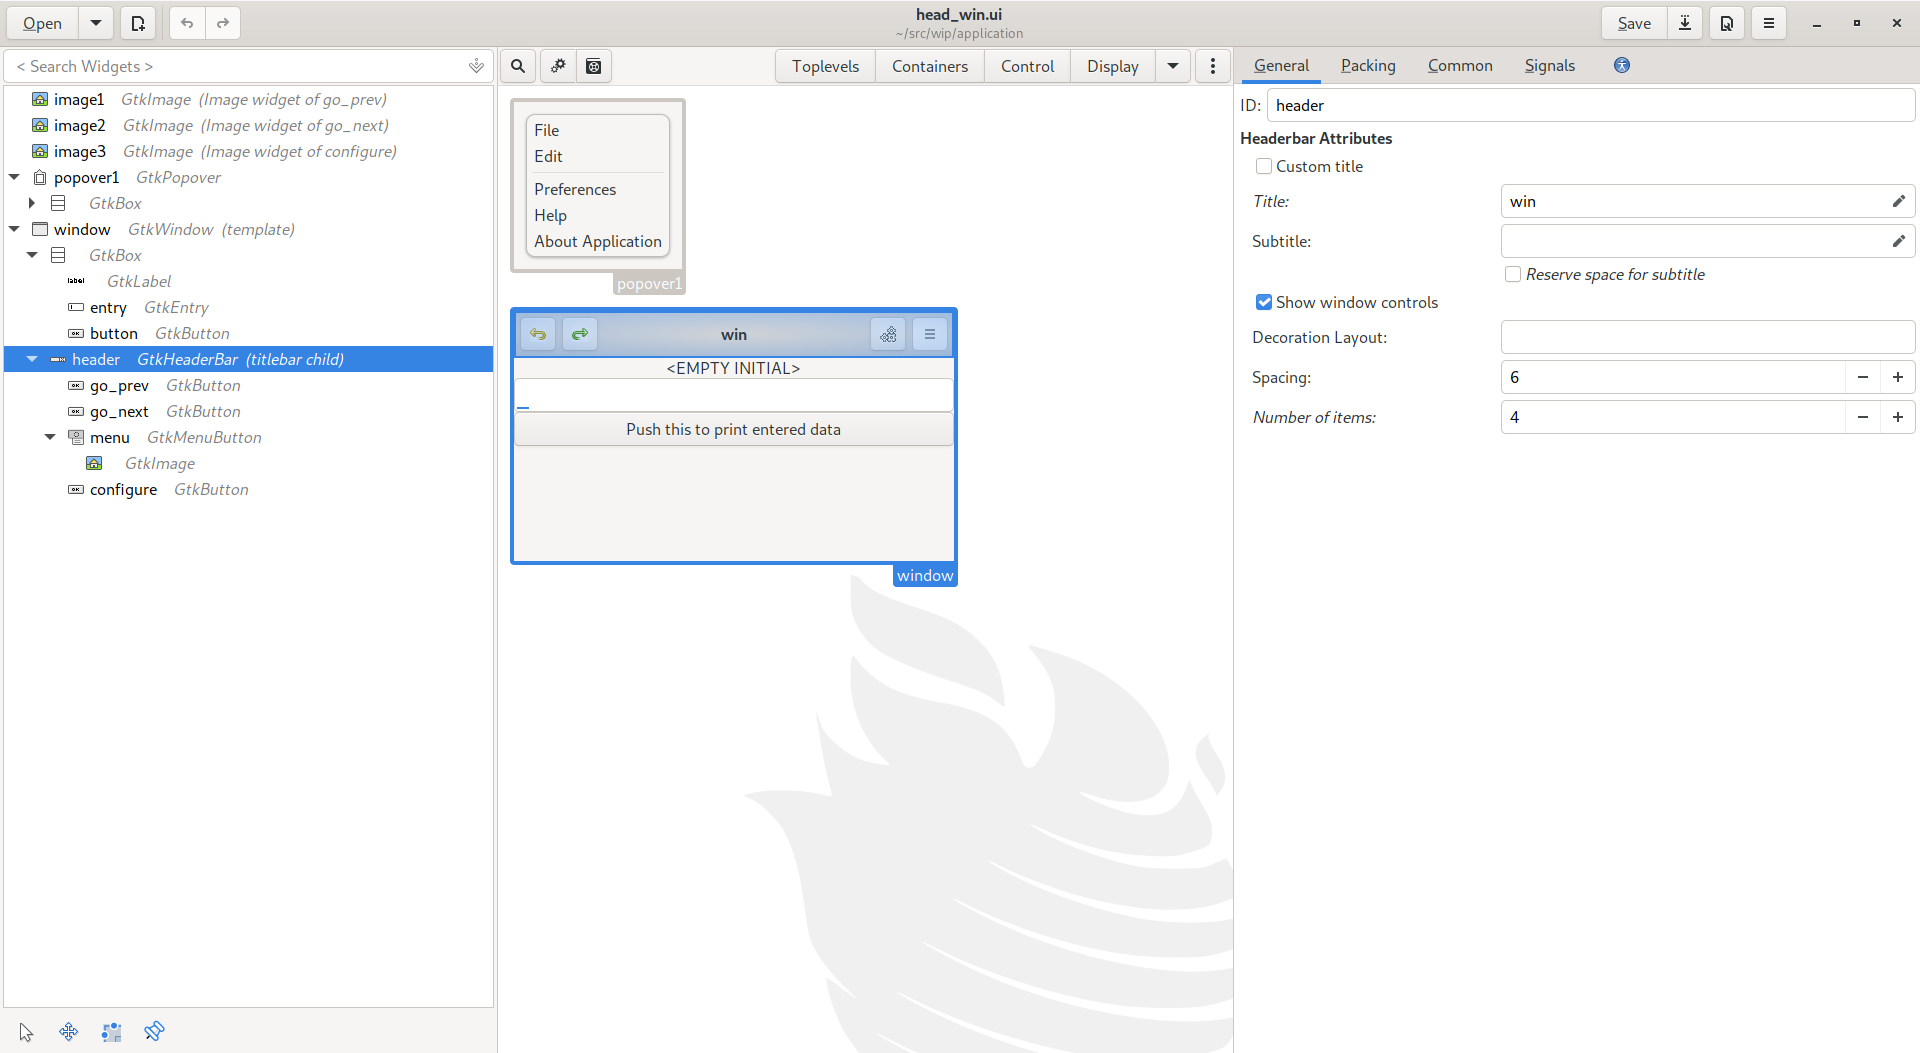 Open
head_win.ui
~/src/wip/application
Save
< Search Widgets >
image1 GtkImage (Image widget of go_prev)
image2 GtkImage (Image widget of go_next)
image3 GtkImage (Image widget of configure)
popover1 GtkPopover
GtkBox
window GtkWindow (template)
GtkBox
label GtkLabel
entry GtkEntry
OK button GtkButton
header GtkHeaderBar (titlebar child)
OK go_prev GtkButton
OK go_next GtkButton
menu GtkMenuButton
GtkImage
OK configure GtkButton
Toplevels Containers Control Display
File
Edit
Preferences
Help
About Application
popover1
win
<EMPTY INITIAL>
Push this to print entered data
window
General Packing Common Signals
ID: header
Headerbar Attributes
Custom title
Title: win
Subtitle:
Reserve space for subtitle
Show window controls
Decoration Layout:
Spacing: 6
Number of items: 4